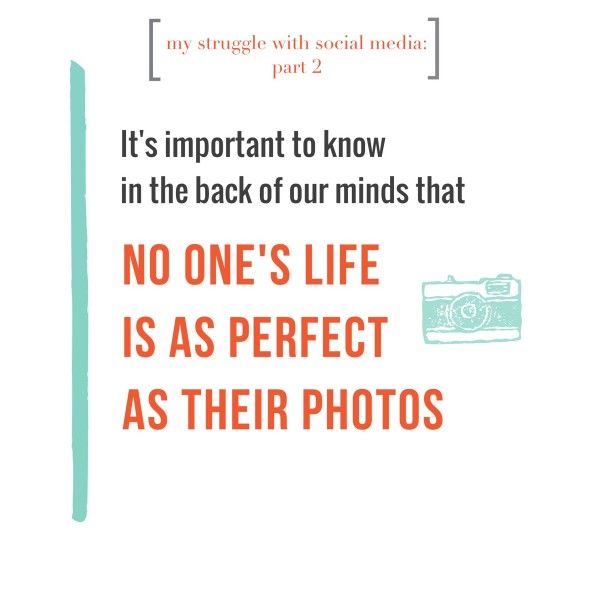 my struggle with social media:
part 2
It's important to know
in the back of our minds that
NO ONE'S LIFE
IS AS PERFECT
AS THEIR PHOTOS